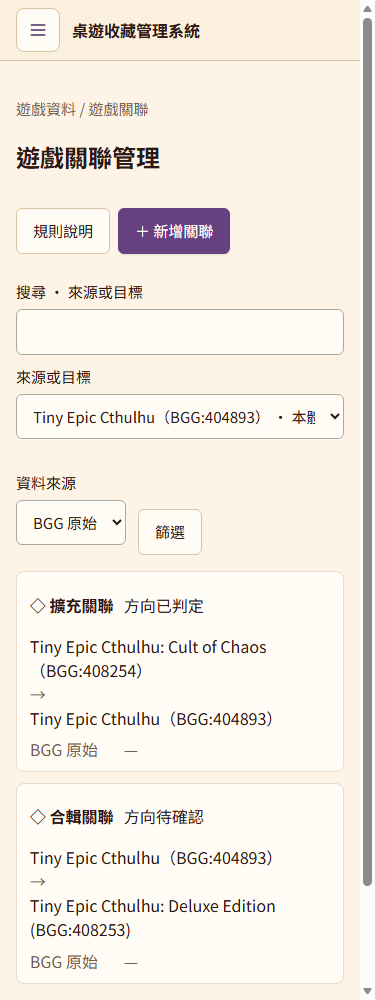 桌遊收藏管理系統
遊戲資料 / 遊戲關聯
遊戲關聯管理
規則說明
＋ 新增關聯
搜尋 · 來源或目標
來源或目標
Tiny Epic Cthulhu（BGG:404893） · 本
資料來源
BGG 原始
篩選
◇ 擴充關聯 方向已判定
Tiny Epic Cthulhu: Cult of Chaos
（BGG:408254）
→
Tiny Epic Cthulhu（BGG:404893）
BGG 原始 —
◇ 合輯關聯 方向待確認
Tiny Epic Cthulhu（BGG:404893）
→
Tiny Epic Cthulhu: Deluxe Edition
(BGG:408253)
BGG 原始 —